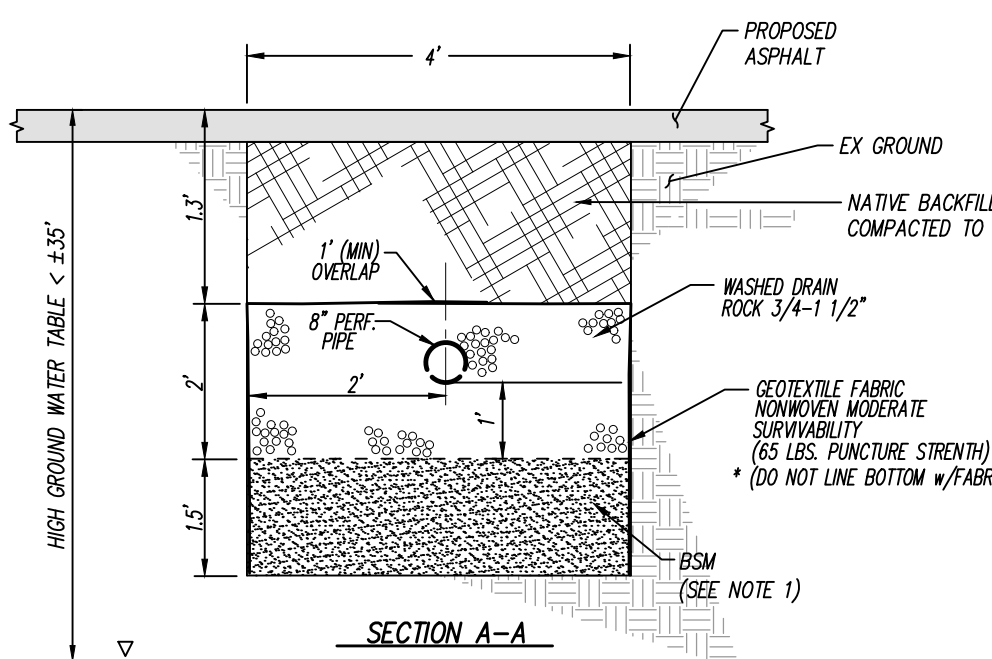 PROPOSED
ASPHALT
4'
EX GROUND
NATIVE BACKFILL
COMPACTED TO
1.3'
1' (MIN)
OVERLAP
HIGH GROUND WATER TABLE < ±35'
WASHED DRAIN
ROCK 3/4-1 1/2"
8" PERF.
PIPE
2'
2'
1'
GEOTEXTILE FABRIC
NONWOVEN MODERATE
SURVIVABILITY
(65 LBS. PUNCTURE STRENTH)
* (DO NOT LINE BOTTOM w/FABR
1.5'
BSM
(SEE NOTE 1)
SECTION A-A